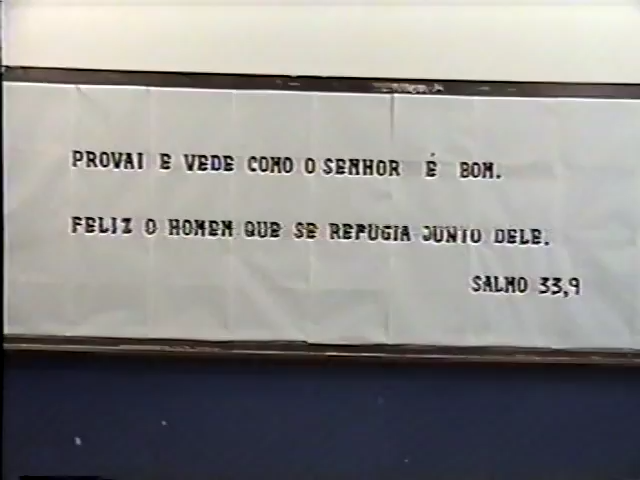 PROVAI E VEDE COMO O SENHOR É BOM.
FELIZ O HOMEM QUE SE REFUGIA JUNTO DELE.
SALMO 33,9